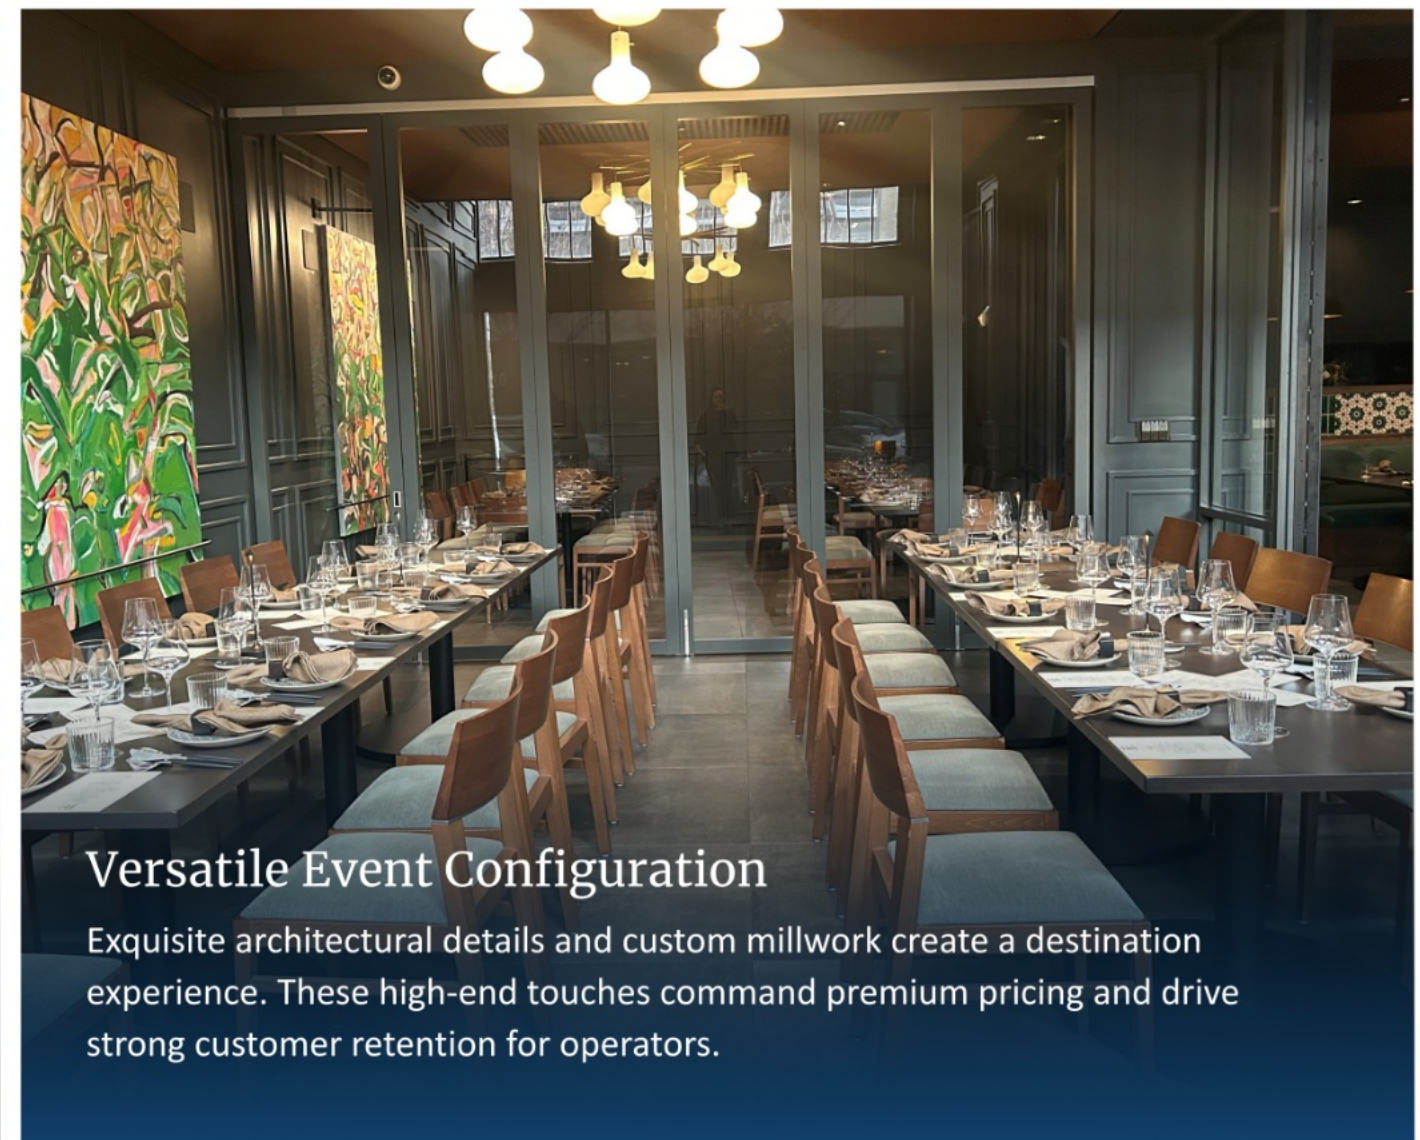 Versatile Event Configuration
Exquisite architectural details and custom millwork create a destination
experience. These high-end touches command premium pricing and drive
strong customer retention for operators.